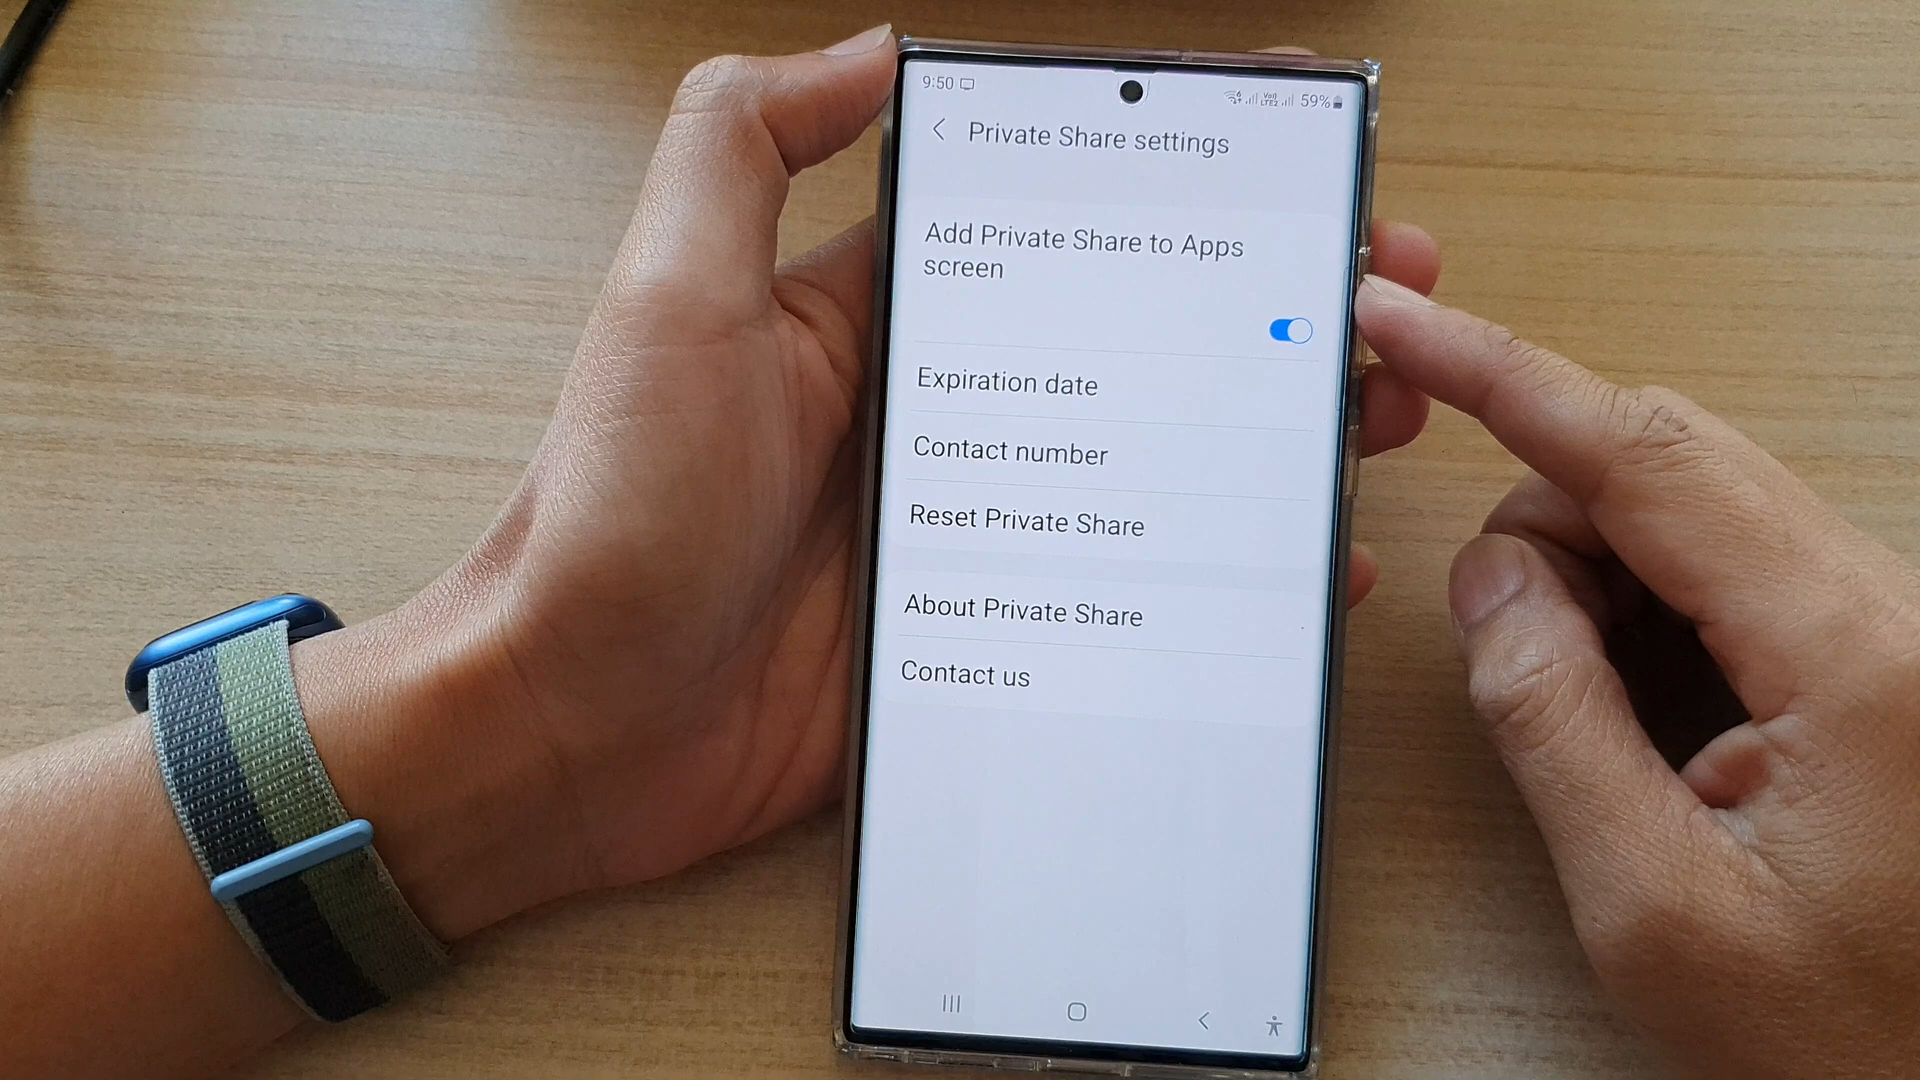 9:50
59%
Private Share settings
Add Private Share to Apps
screen
Expiration date
Contact number
Reset Private Share
About Private Share
Contact us